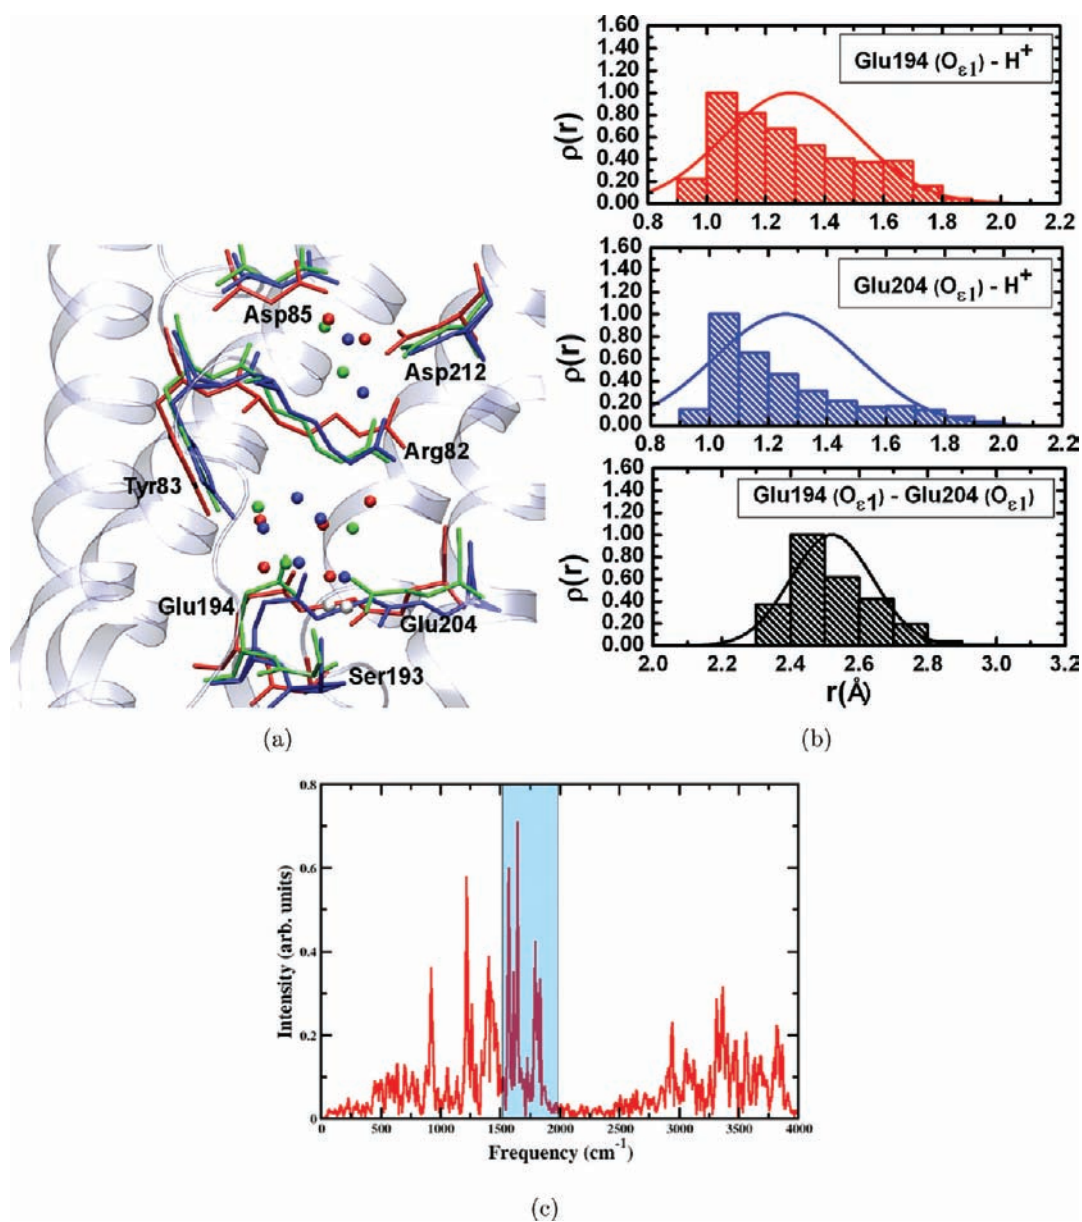 Asp85
Asp212
Arg82
Tyr83
Glu194
Glu204
Ser193
(a)
1.60
1.40
1.20
1.00
0.80
0.60
0.40
0.20
0.00
ρ(r)
Glu194 (Oε1) - H+
0.8 1.0 1.2 1.4 1.6 1.8 2.0 2.2
1.60
1.40
1.20
1.00
0.80
0.60
0.40
0.20
0.00
ρ(r)
Glu204 (Oε1) - H+
0.8 1.0 1.2 1.4 1.6 1.8 2.0 2.2
1.60
1.40
1.20
1.00
0.80
0.60
0.40
0.20
0.00
ρ(r)
Glu194 (Oε1) - Glu204 (Oε1)
2.0 2.2 2.4 2.6 2.8 3.0 3.2
r(Å)
(b)
0.8
0.6
0.4
0.2
0
Intensity (arb. units)
0 500 1000 1500 2000 2500 3000 3500 4000
Frequency (cm-1)
(c)